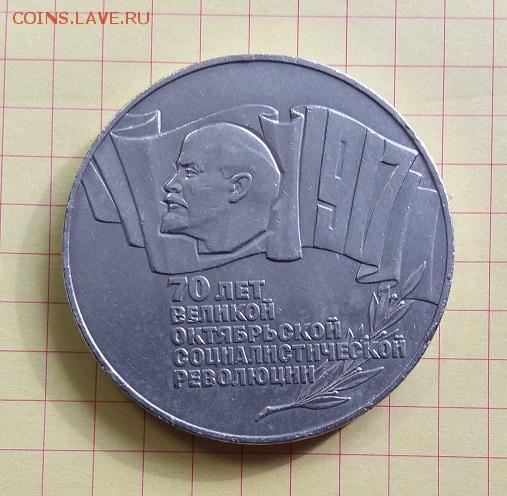 COINS.LAVE.RU
1917
70 ЛЕТ
ВЕЛИКОЙ
ОКТЯБРЬСКОЙ
СОЦИАЛИСТИЧЕСКОЙ
РЕВОЛЮЦИИ